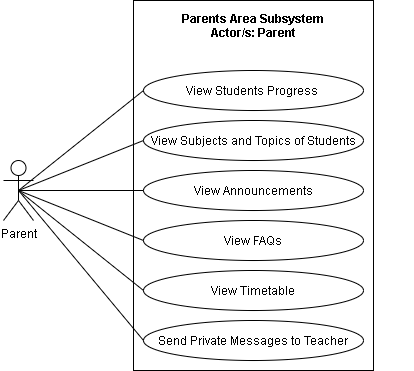 Parents Area Subsystem
Actor/s: Parent
View Students Progress
View Subjects and Topics of Students
View Announcements
Parent
View FAQs
View Timetable
Send Private Messages to Teacher